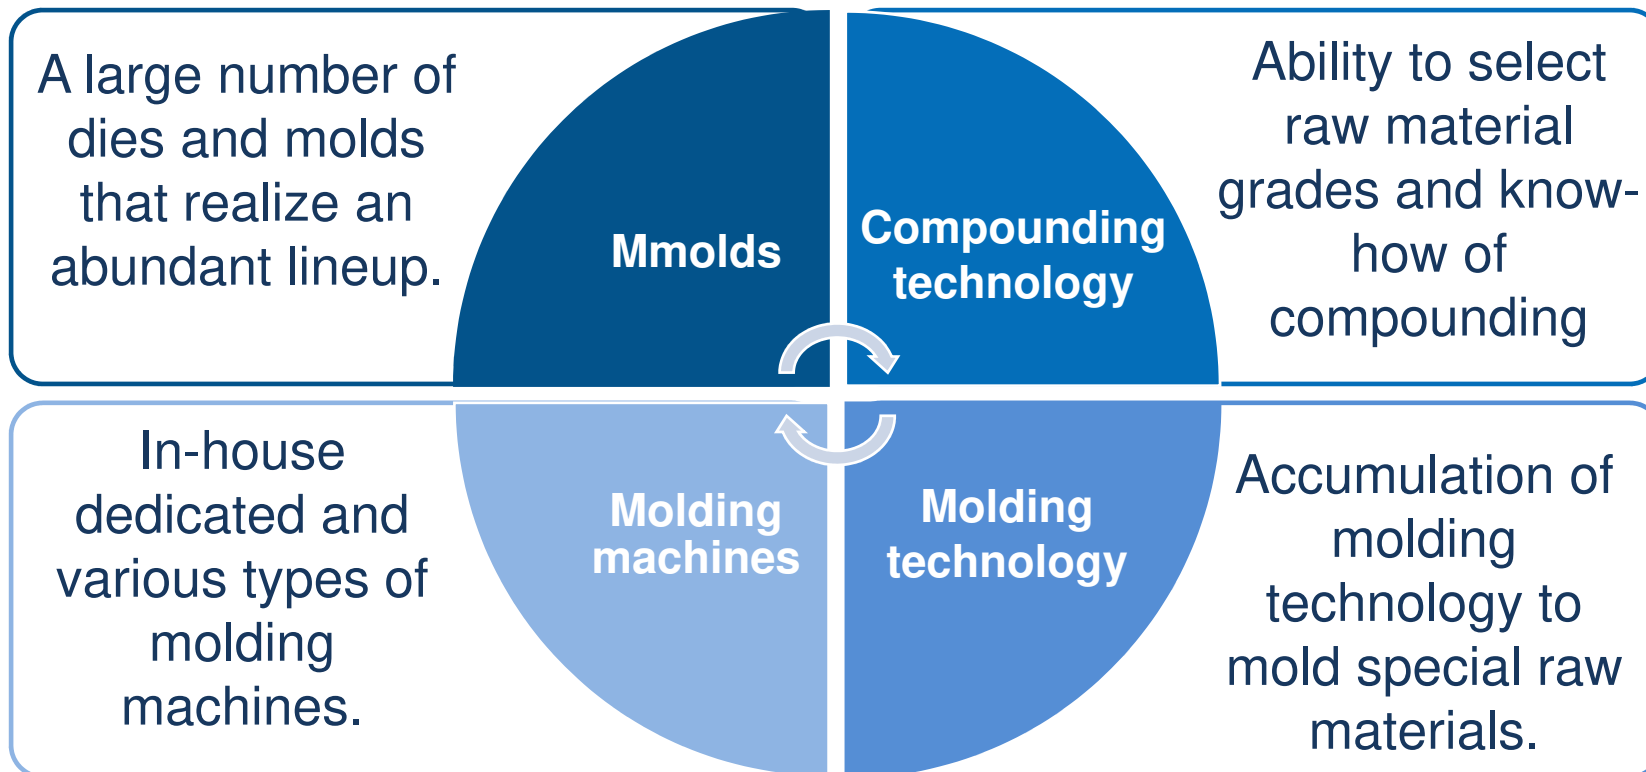 A large number of
dies and molds
that realize an
abundant lineup.
Mmolds
Compounding
technology
Ability to select
raw material
grades and know-
how of
compounding
In-house
dedicated and
various types of
molding
machines.
Molding
machines
Molding
technology
Accumulation of
molding
technology to
mold special raw
materials.